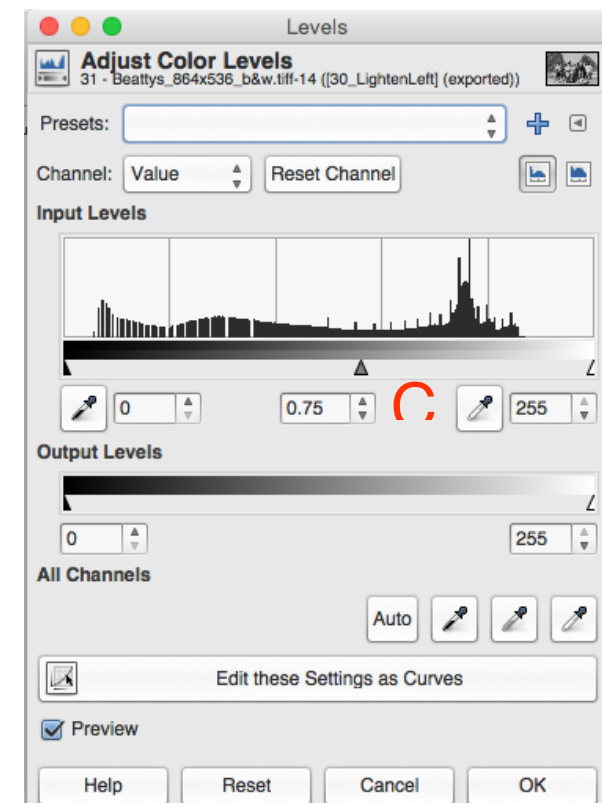 Levels
Adjust Color Levels
31 - Beattys_864x536_b&w.tiff-14 ([30_LightenLeft] (exported))
Presets:
Channel: Value Reset Channel
Input Levels
0 0.75 C 255
Output Levels
0 255
All Channels
Auto
Edit these Settings as Curves
Preview
Help Reset Cancel OK